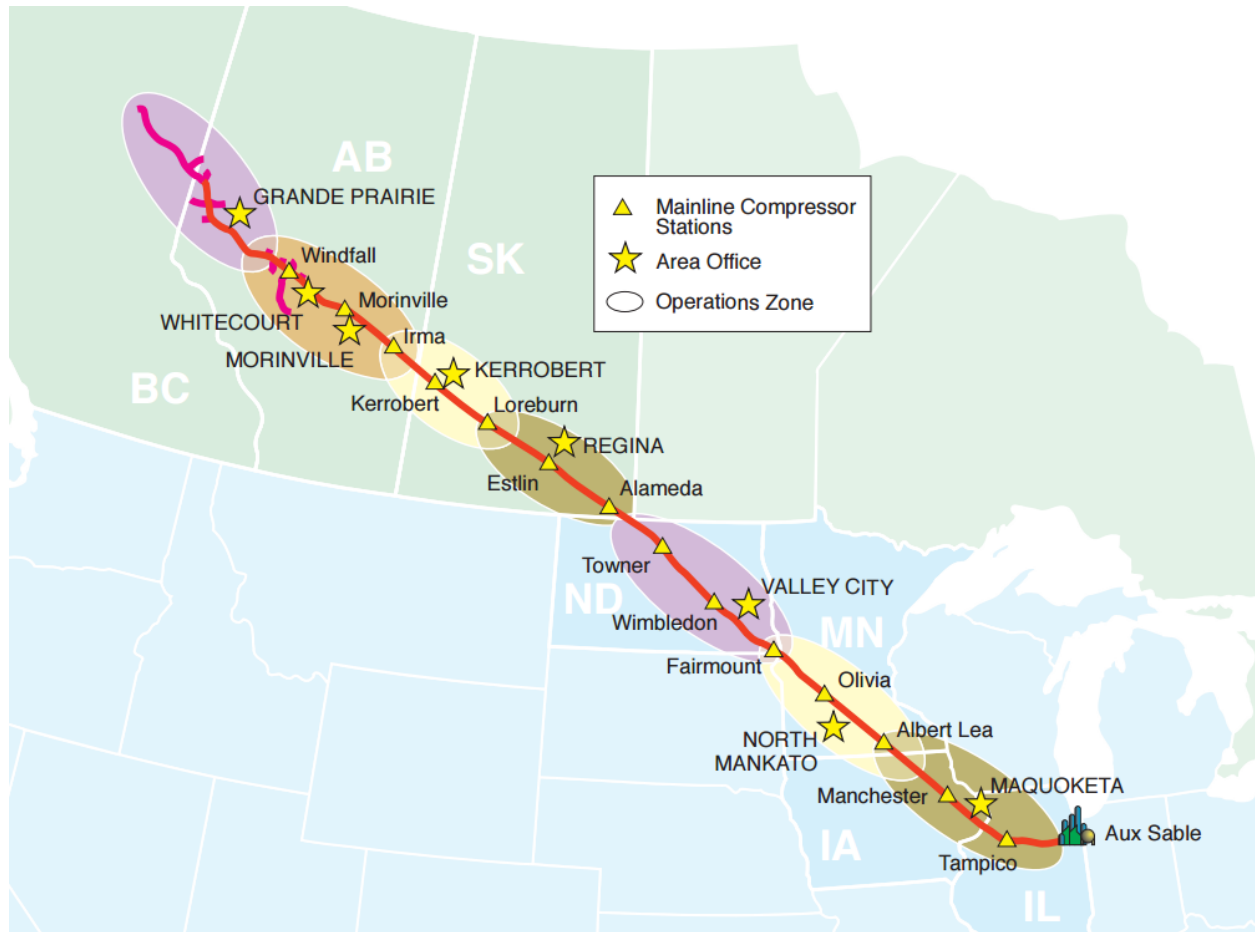 AB
GRANDE PRAIRIE
Mainline Compressor
Stations
SK
Area Office
Windfall
Operations Zone
Morinville
WHITECOURT
Irma
MORINVILLE
KERROBERT
BC
Kerrobert
Loreburn
REGINA
Estlin
Alameda
Towner
VALLEY CITY
ND
Wimbledon
MN
Fairmount
Olivia
Albert Lea
NORTH
MANKATO
MAQUOKETA
Manchester
Aux Sable
IA
Tampico
IL